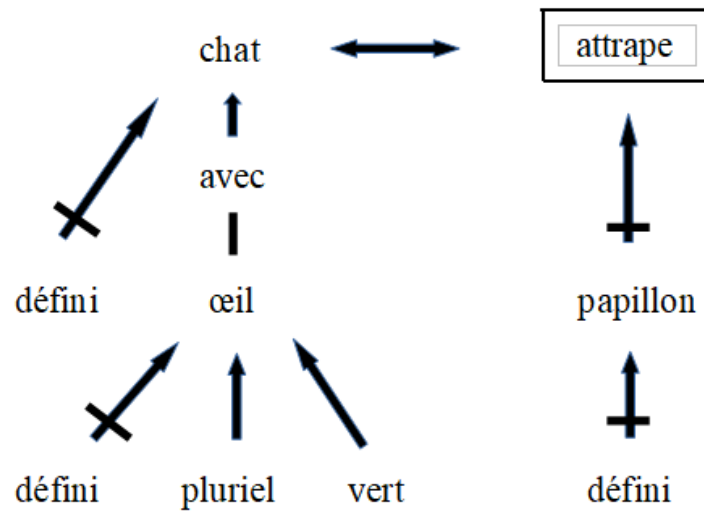 chat attrape
avec
défini œil papillon
défini pluriel vert défini